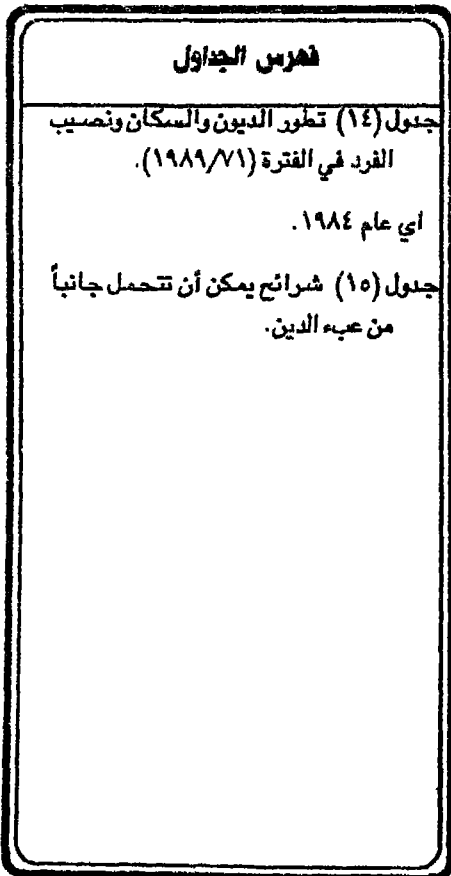 فهرس الجداول
جدول (١٤) تطور الديون والسكان ونصيب
الفرد في الفترة (١٩٨٩/٧١).
اي عام ١٩٨٤.
جدول (١٥) شرائح يمكن أن تتحمل جانباً
من عبء الدين.